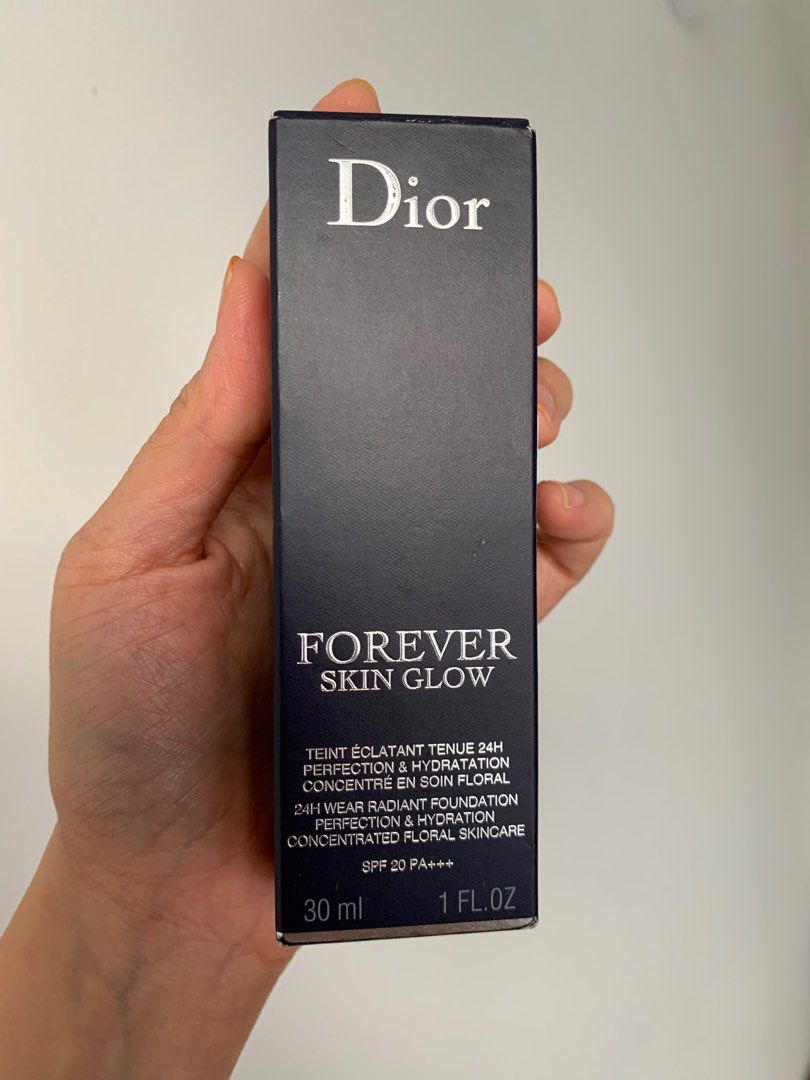 Dior
FOREVER
SKIN GLOW
TEINT ÉCLATANT TENUE 24H
PERFECTION & HYDRATATION
CONCENTRÉ EN SOIN FLORAL
24H WEAR RADIANT FOUNDATION
PERFECTION & HYDRATION
CONCENTRATED FLORAL SKINCARE
SPF 20 PA+++
30 ml 1 FL.OZ